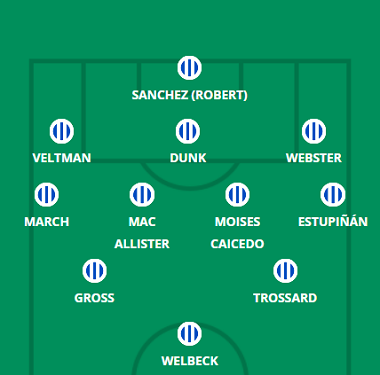 SANCHEZ (ROBERT)
VELTMAN DUNK WEBSTER
MARCH MAC MOISES ESTUPIÑÁN
ALLISTER CAICEDO
GROSS TROSSARD
WELBECK